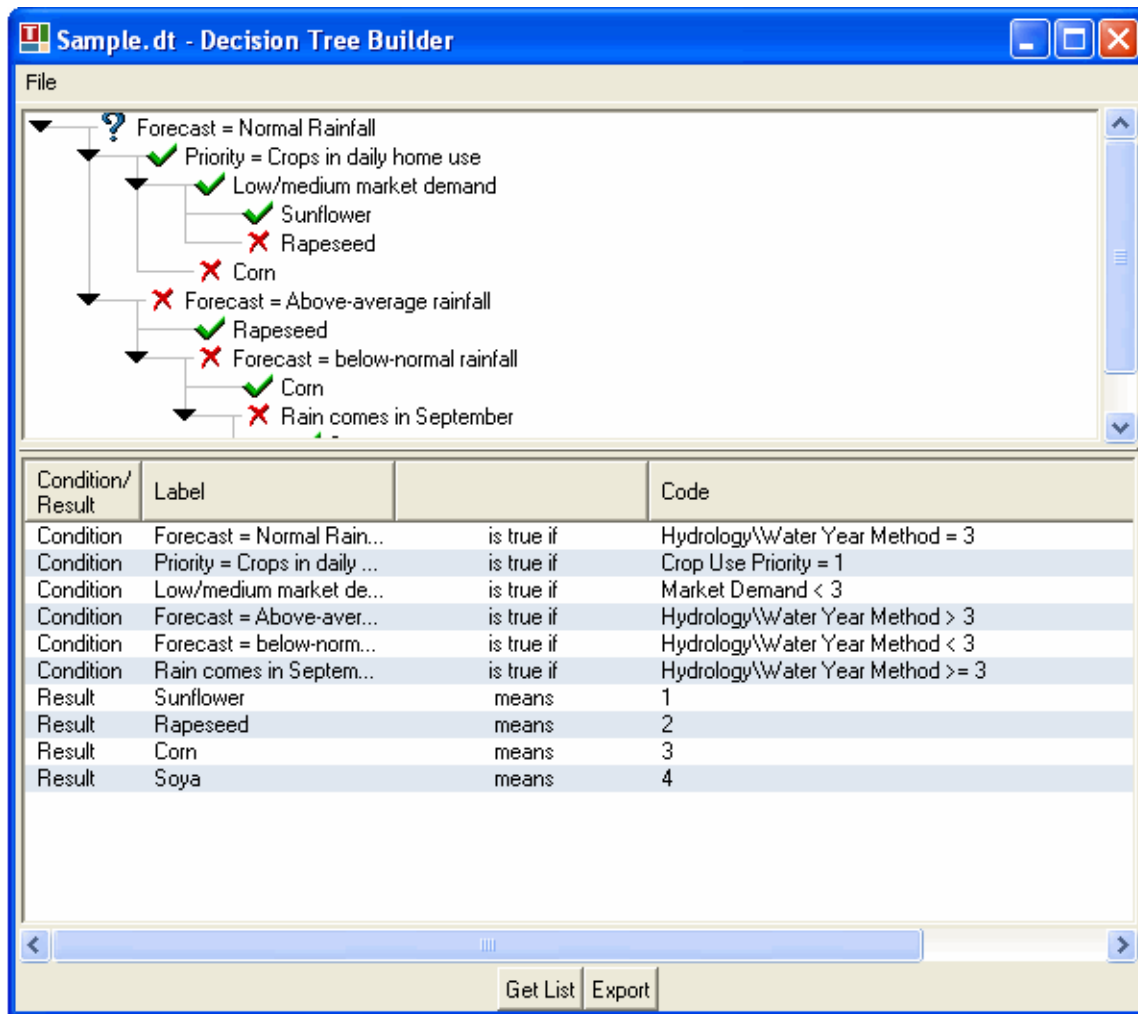 Sample.dt - Decision Tree Builder
File
Forecast = Normal Rainfall
Priority = Crops in daily home use
Low/medium market demand
Sunflower
Rapeseed
Corn
Forecast = Above-average rainfall
Rapeseed
Forecast = below-normal rainfall
Corn
Rain comes in September
Condition/
Result Label Code
Condition Forecast = Normal Rain... is true if Hydrology\Water Year Method = 3
Condition Priority = Crops in daily ... is true if Crop Use Priority = 1
Condition Low/medium market de... is true if Market Demand < 3
Condition Forecast = Above-aver... is true if Hydrology\Water Year Method > 3
Condition Forecast = below-norm... is true if Hydrology\Water Year Method < 3
Condition Rain comes in Septem... is true if Hydrology\Water Year Method >= 3
Result Sunflower means 1
Result Rapeseed means 2
Result Corn means 3
Result Soya means 4
Get List Export